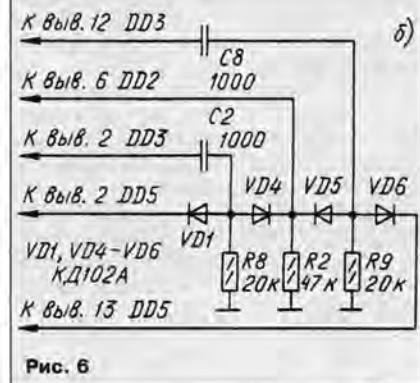 К выв. 12 DD3
б)
C8
1000
К выв. 6 DD2
C2
К выв. 2 DD3
1000
VD4 VD5 VD6
К выв. 2 DD5
VD1
VD1, VD4-VD6
КД102А
R8
20к
R2
47к
R9
20к
К выв. 13 DD5
Рис. 6